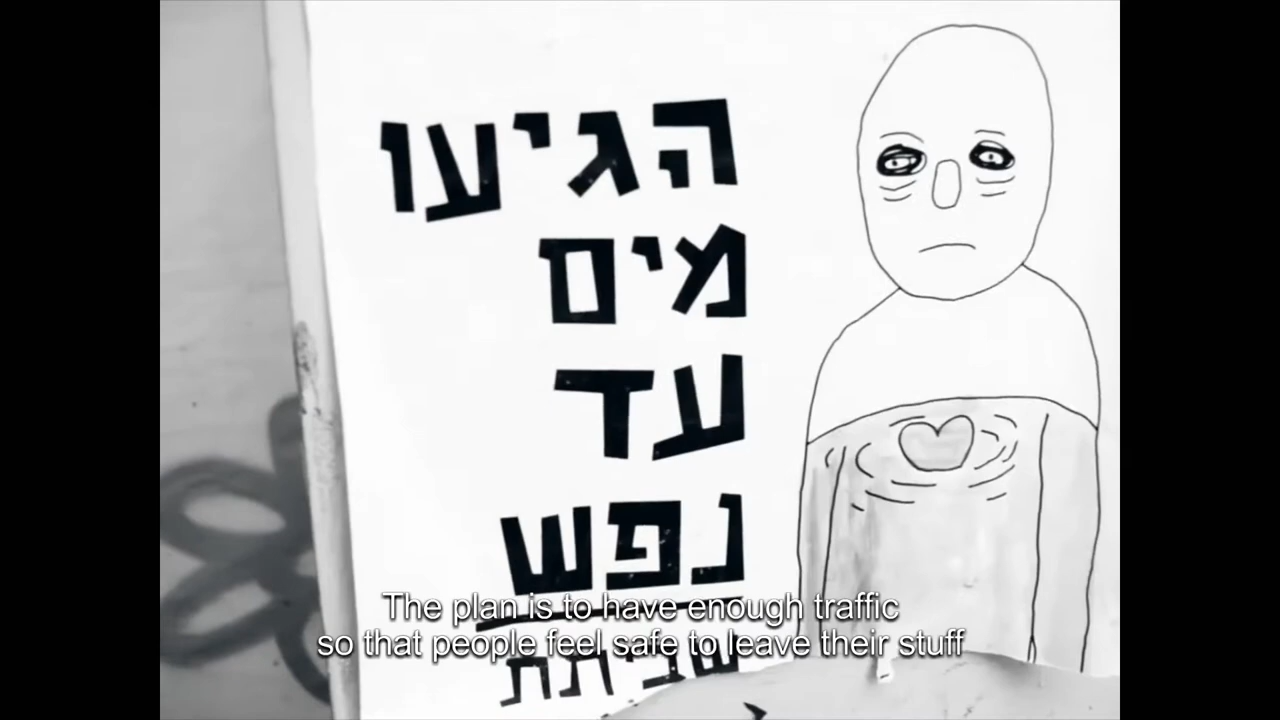 הגיעו
מים
עד
נפש
שביתת
The plan is to have enough traffic
so that people feel safe to leave their stuff